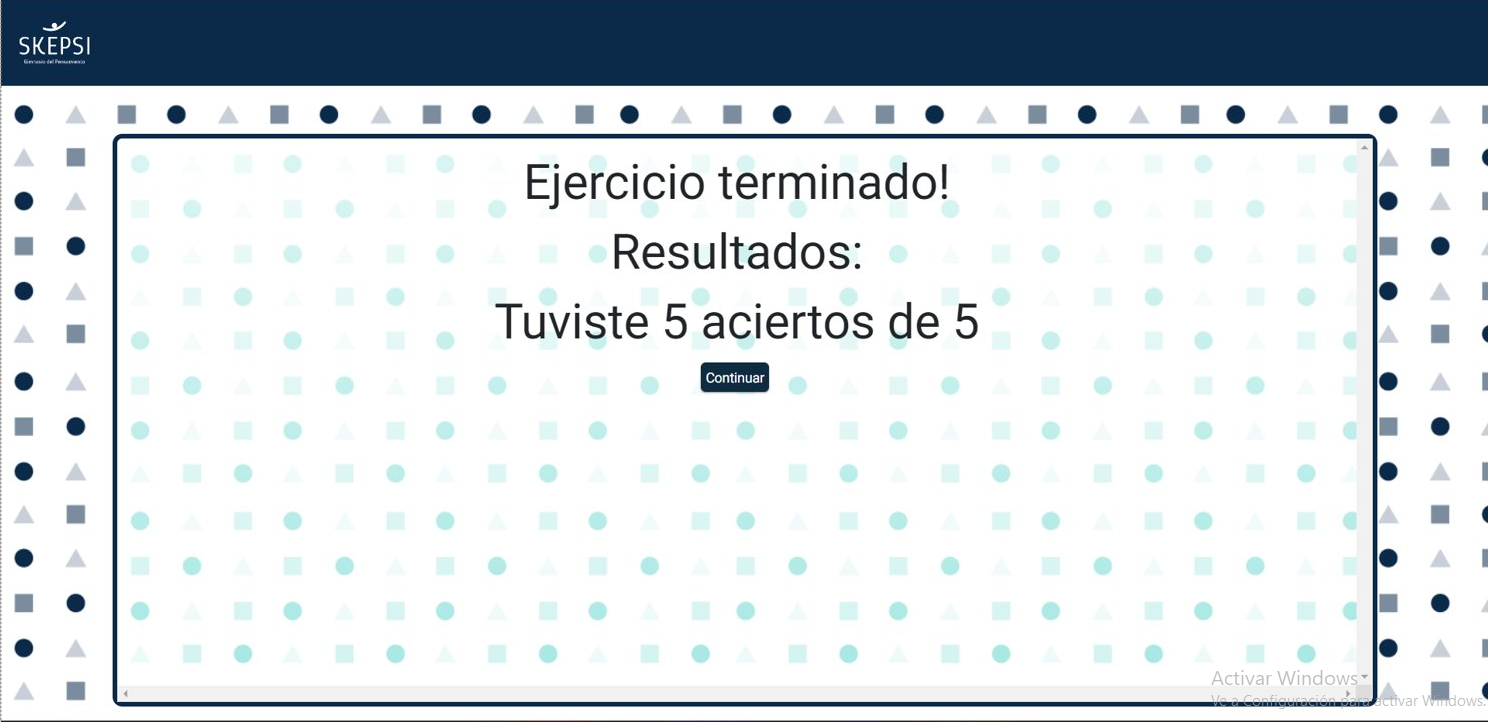 SKEPSI
Gimnasio del Pensamiento
Ejercicio terminado!
Resultados:
Tuviste 5 aciertos de 5
Continuar
Activar Windows
Ve a Configuración para activar Windows.